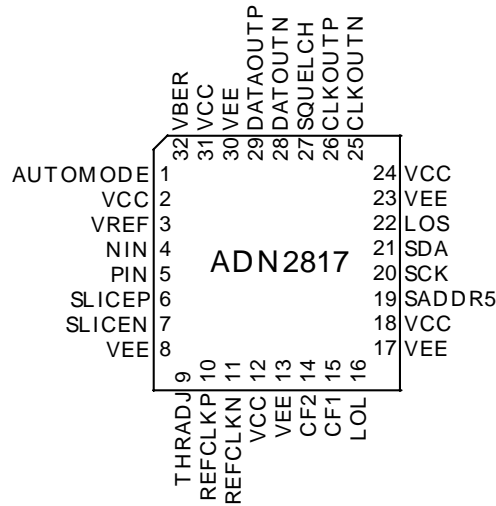 32 VBER
31 VCC
30 VEE
29 DATAOUTP
28 DATOUTN
27 SQUELCH
26 CLKOUTP
25 CLKOUTN
AUTOMODE 1
VCC 2
VREF 3
NIN 4
PIN 5
SLICEP 6
SLICEN 7
VEE 8
ADN2817
24 VCC
23 VEE
22 LOS
21 SDA
20 SCK
19 SADDR5
18 VCC
17 VEE
THRADJ 9
REFCLKP 10
REFCLKN 11
VCC 12
VEE 13
CF2 14
CF1 15
LOL 16